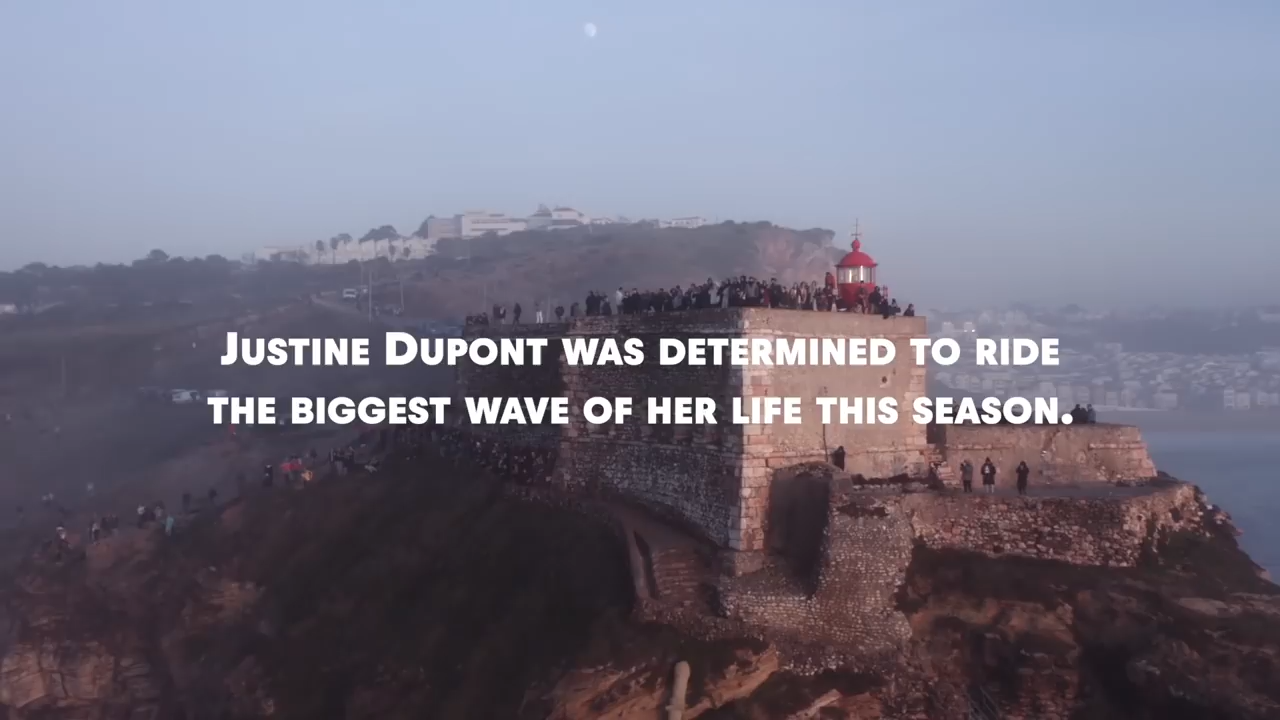 Justine Dupont was determined to ride
the biggest wave of her life this season.